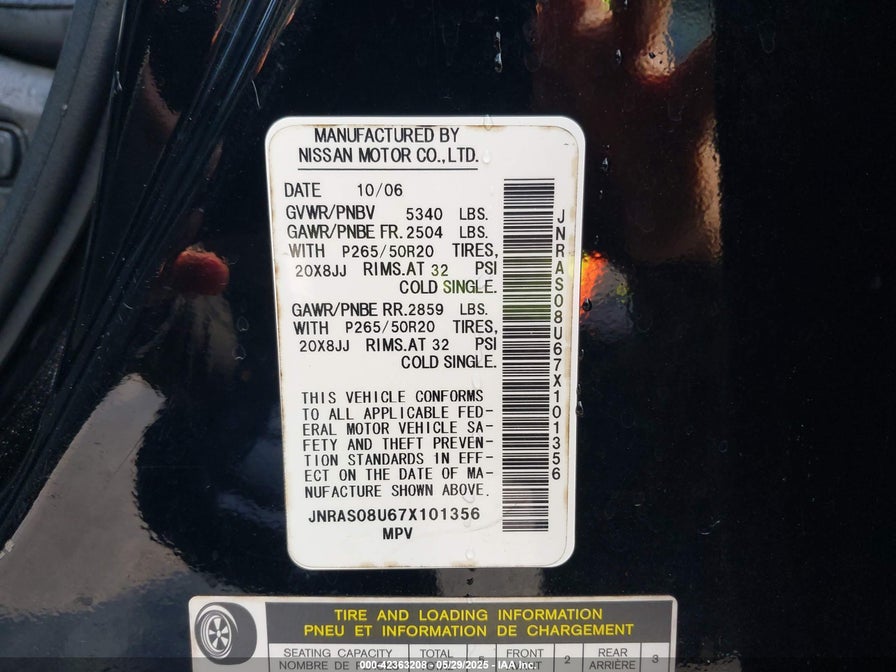 MANUFACTURED BY
NISSAN MOTOR CO., LTD.
DATE 10/06
GVWR/PNBV 5340 LBS.
GAWR/PNBE FR. 2504 LBS.
WITH P265/50R20 TIRES,
20X8JJ RIMS. AT 32 PSI
COLD SINGLE.
GAWR/PNBE RR. 2859 LBS.
WITH P265/50R20 TIRES,
20X8JJ RIMS. AT 32 PSI
COLD SINGLE.
THIS VEHICLE CONFORMS
TO ALL APPLICABLE FED-
ERAL MOTOR VEHICLE SA-
FETY AND THEFT PREVEN-
TION STANDARDS IN EFF-
ECT ON THE DATE OF MA-
NUFACTURE SHOWN ABOVE.
JNRAS08U67X101356
MPV
JNRAS08U67X101356
TIRE AND LOADING INFORMATION
PNEU ET INFORMATION DE CHARGEMENT
SEATING CAPACITY TOTAL 5 FRONT 2 REAR 3
NOMBRE DE AVANT ARRIÈRE
000-42363208 - 05/29/2025 - IAA Inc.